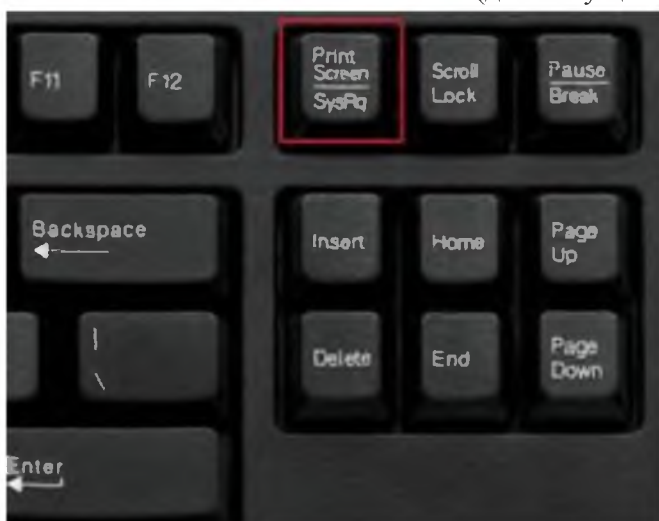 F11
F12
Print
Screen
SysRq
Scroll
Lock
Pause
Break
Backspace
Insert
Home
Page
Up
|
\
Delete
End
Page
Down
Enter